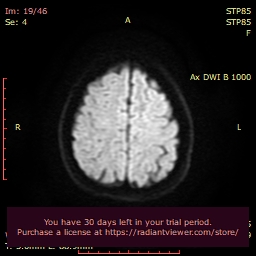 Im: 19/46
Se: 4
A
STP85
STP85
F
Ax DWI B 1000
R
L
You have 30 days left in your trial period.
Purchase a license at https://radiantviewer.com/store/